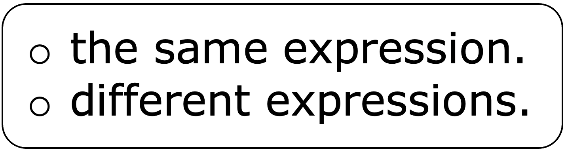 the same expression.
different expressions.